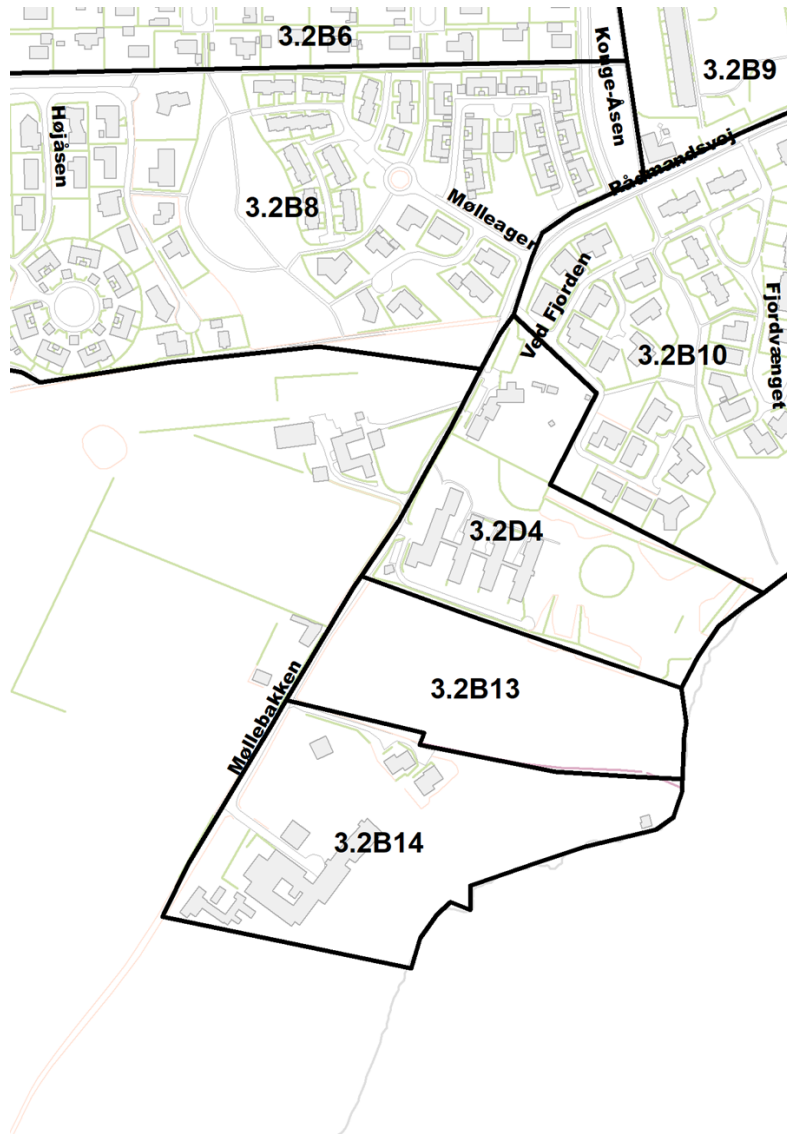 3.2B6
3.2B9
Konge-Åsen
Højåsen
Rådmandsvej
3.2B8
Mølleager
Ved Fjorden
Fjordvænget
3.2B10
3.2D4
3.2B13
Møllebakken
3.2B14